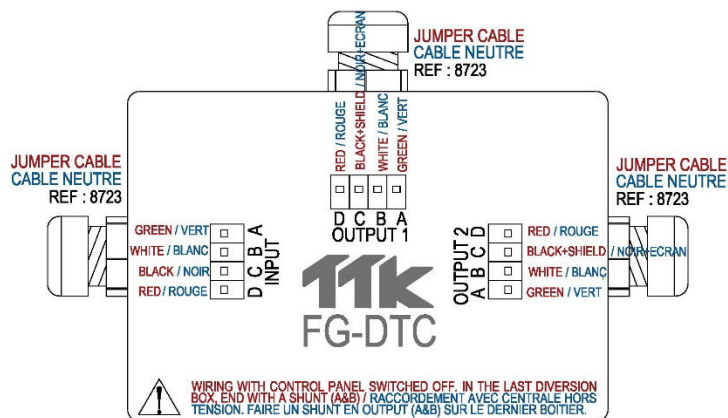 JUMPER CABLE
CABLE NEUTRE
REF : 8723
JUMPER CABLE
CABLE NEUTRE
REF : 8723
JUMPER CABLE
CABLE NEUTRE
REF : 8723
RED / ROUGE
BLACK+SHIELD / NOIR+ECRAN
WHITE / BLANC
GREEN / VERT
D C B A
OUTPUT 1
GREEN / VERT
WHITE / BLANC
BLACK / NOIR
RED / ROUGE
A
B
C
D
INPUT
OUTPUT 2
D
C
B
A
RED / ROUGE
BLACK+SHIELD / NOIR+ECRAN
WHITE / BLANC
GREEN / VERT
TTK
FG-DTC
WIRING WITH CONTROL PANEL SWITCHED OFF. IN THE LAST DIVERSION
BOX, END WITH A SHUNT (A&B) / RACCORDEMENT AVEC CENTRALE HORS
TENSION. FAIRE UN SHUNT EN OUTPUT (A&B) SUR LE DERNIER BOITIER.